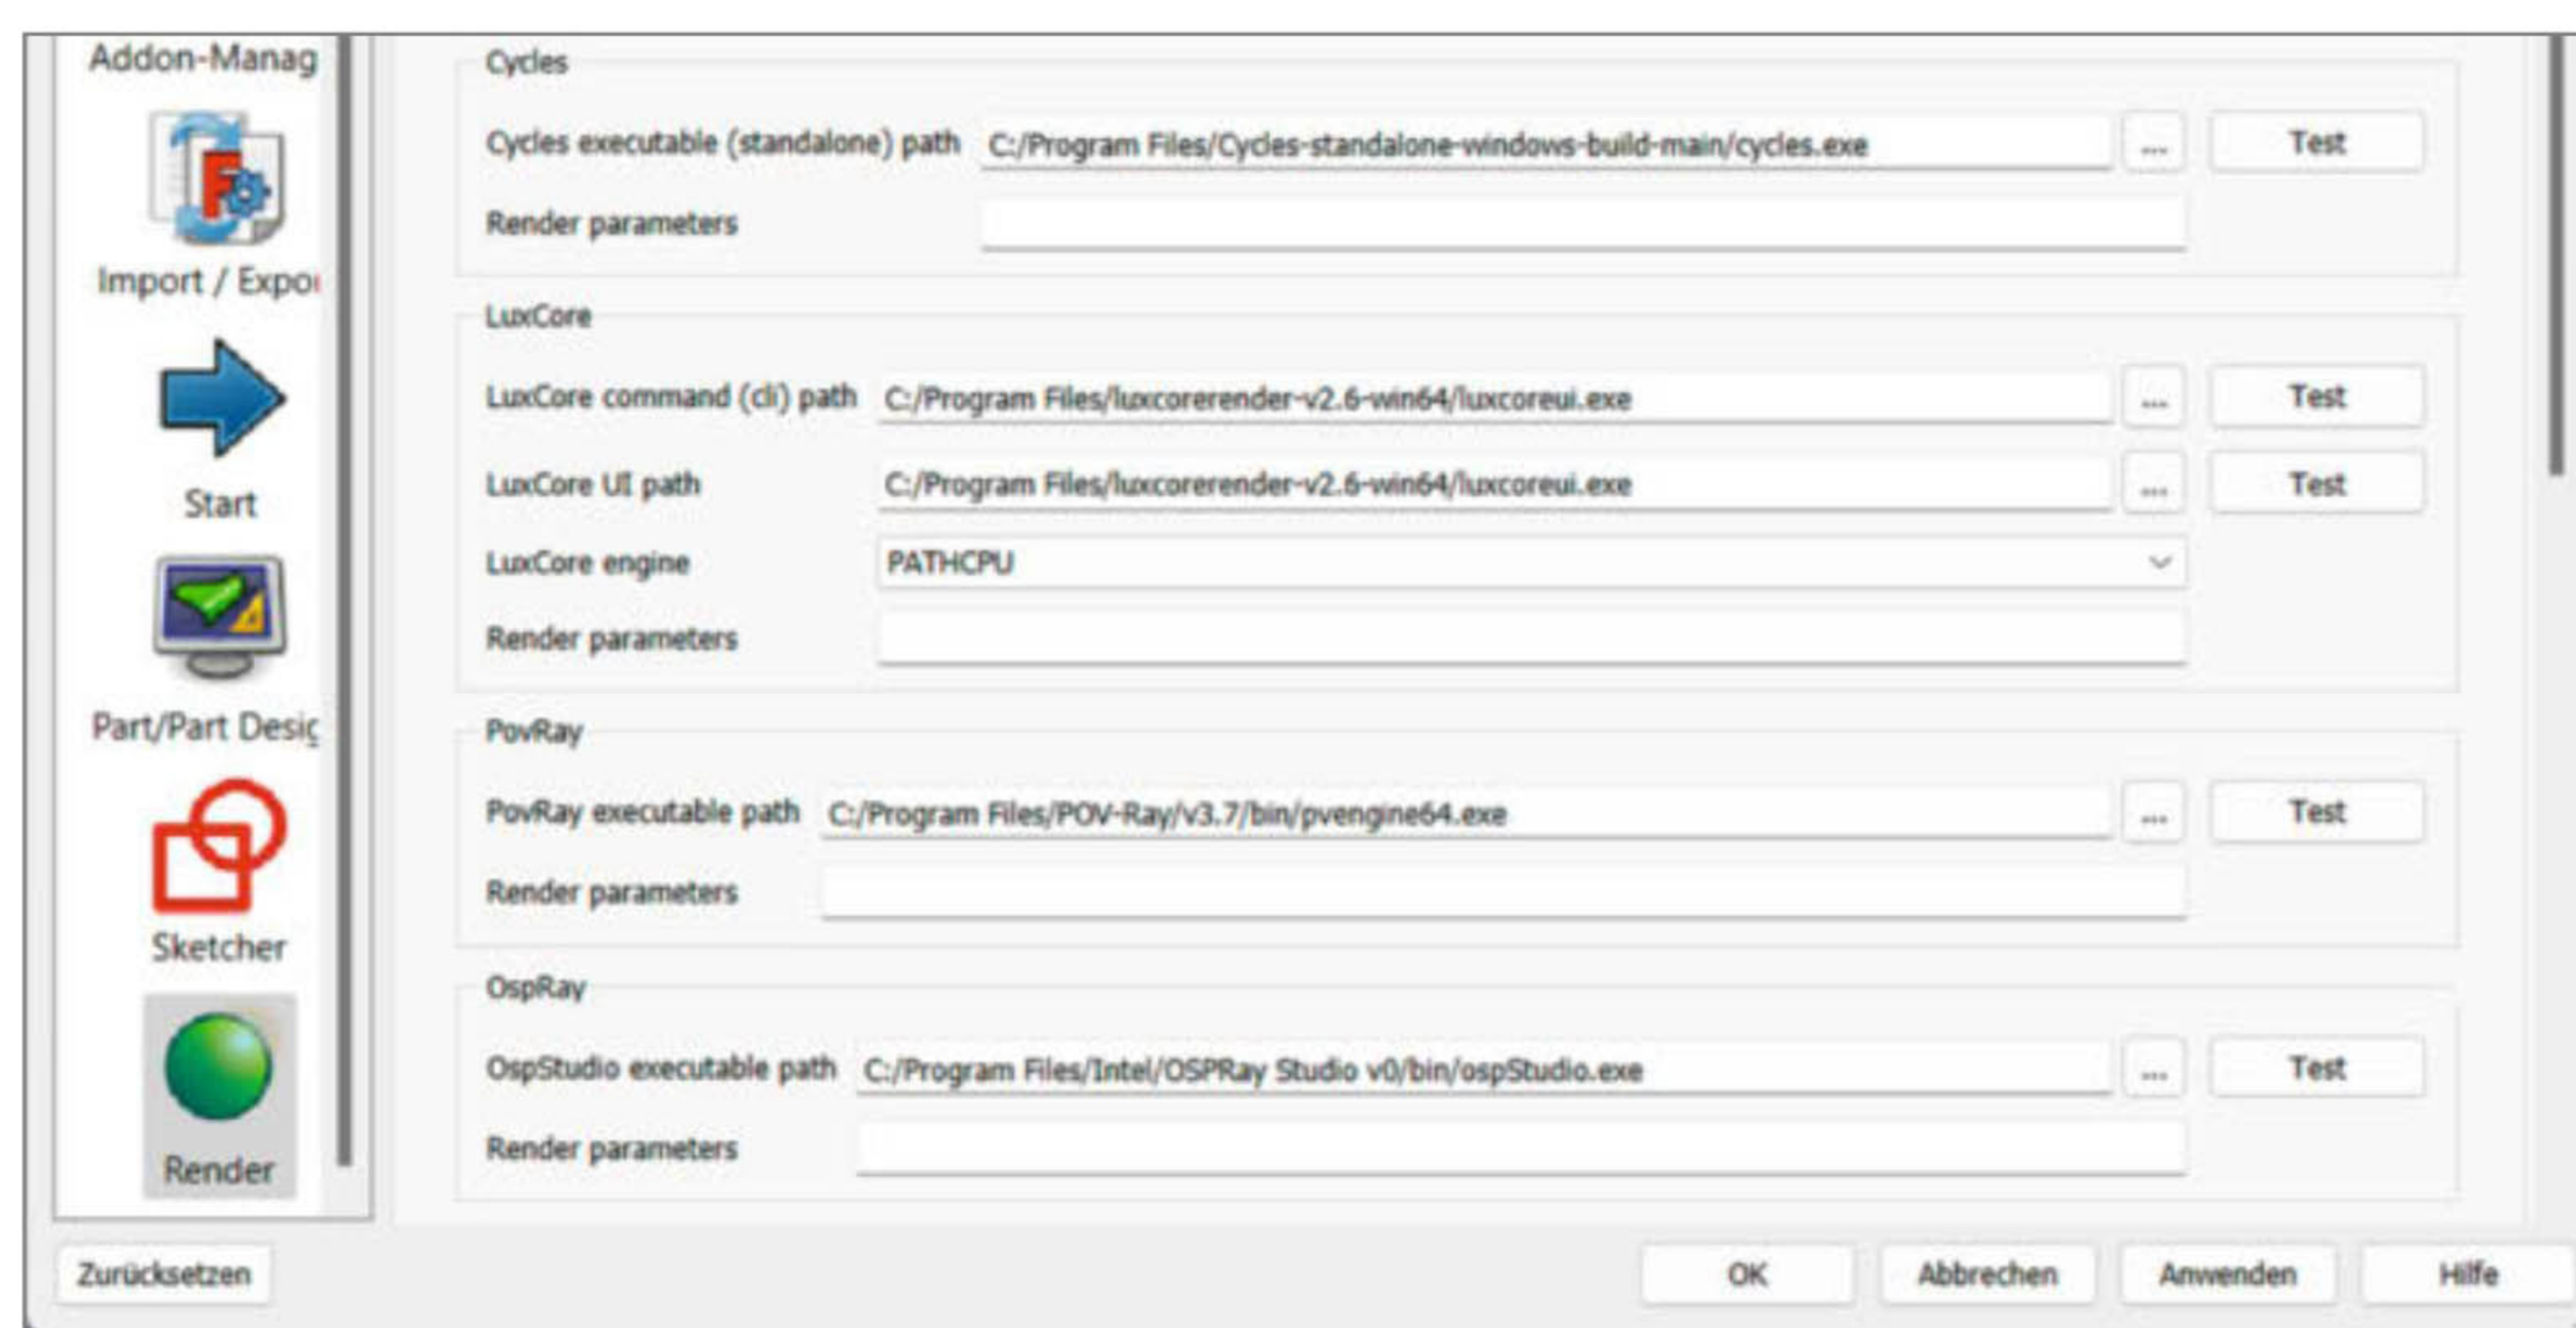 Addon-Manag
Import / Expor
Start
Part/Part Desig
Sketcher
Render
Cycles
Cycles executable (standalone) path C:/Program Files/Cycles-standalone-windows-build-main/cycles.exe ... Test
Render parameters
LuxCore
LuxCore command (cli) path C:/Program Files/luxcorerender-v2.6-win64/luxcoreui.exe ... Test
LuxCore UI path C:/Program Files/luxcorerender-v2.6-win64/luxcoreui.exe ... Test
LuxCore engine PATHCPU
Render parameters
PovRay
PovRay executable path C:/Program Files/POV-Ray/v3.7/bin/pvengine64.exe ... Test
Render parameters
OspRay
OspStudio executable path C:/Program Files/Intel/OSPRay Studio v0/bin/ospStudio.exe ... Test
Render parameters
Zurücksetzen OK Abbrechen Anwenden Hilfe